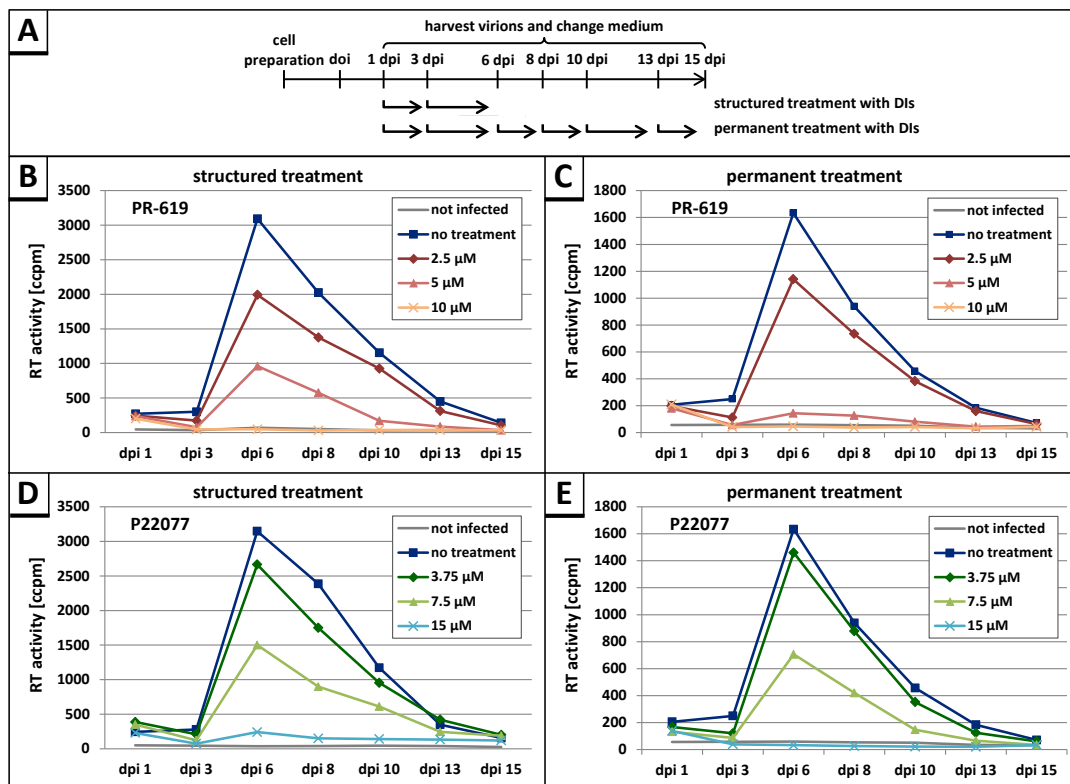 A
harvest virions and change medium
cell
preparation doi 1 dpi 3 dpi 6 dpi 8 dpi 10 dpi 13 dpi 15 dpi
structured treatment with DIs
permanent treatment with DIs
B
structured treatment
PR-619
RT activity [ccpm]
3500
3000
2500
2000
1500
1000
500
0
not infected
no treatment
2.5 µM
5 µM
10 µM
dpi 1 dpi 3 dpi 6 dpi 8 dpi 10 dpi 13 dpi 15
C
permanent treatment
PR-619
RT activity [ccpm]
1800
1600
1400
1200
1000
800
600
400
200
0
not infected
no treatment
2.5 µM
5 µM
10 µM
dpi 1 dpi 3 dpi 6 dpi 8 dpi 10 dpi 13 dpi 15
D
structured treatment
P22077
RT activity [ccpm]
3500
3000
2500
2000
1500
1000
500
0
not infected
no treatment
3.75 µM
7.5 µM
15 µM
dpi 1 dpi 3 dpi 6 dpi 8 dpi 10 dpi 13 dpi 15
E
permanent treatment
P22077
RT activity [ccpm]
1800
1600
1400
1200
1000
800
600
400
200
0
not infected
no treatment
3.75 µM
7.5 µM
15 µM
dpi 1 dpi 3 dpi 6 dpi 8 dpi 10 dpi 13 dpi 15